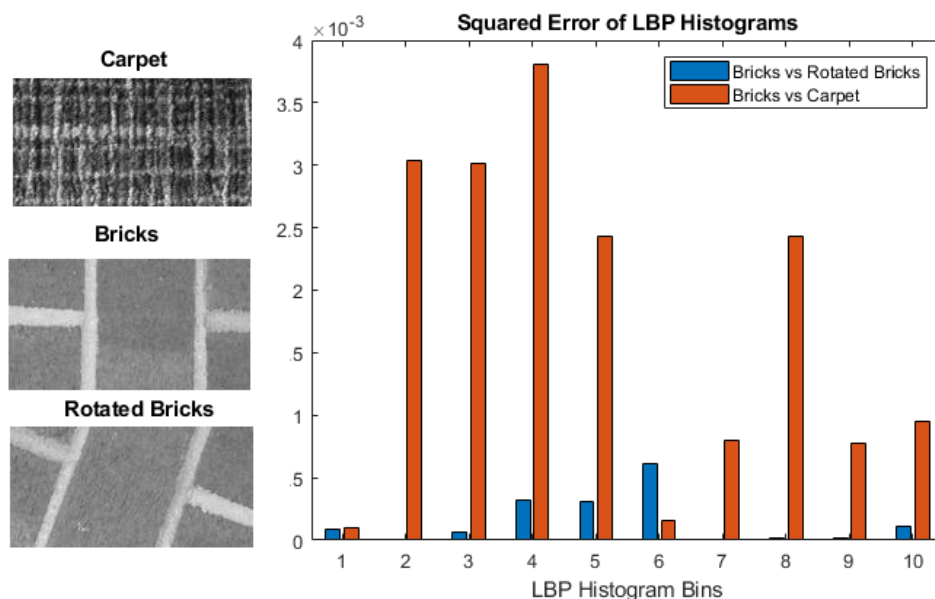 Squared Error of LBP Histograms
×10⁻³
Carpet
Bricks
Rotated Bricks
Bricks vs Rotated Bricks
Bricks vs Carpet
4
3.5
3
2.5
2
1.5
1
.5
0
1 2 3 4 5 6 7 8 9 10
LBP Histogram Bins